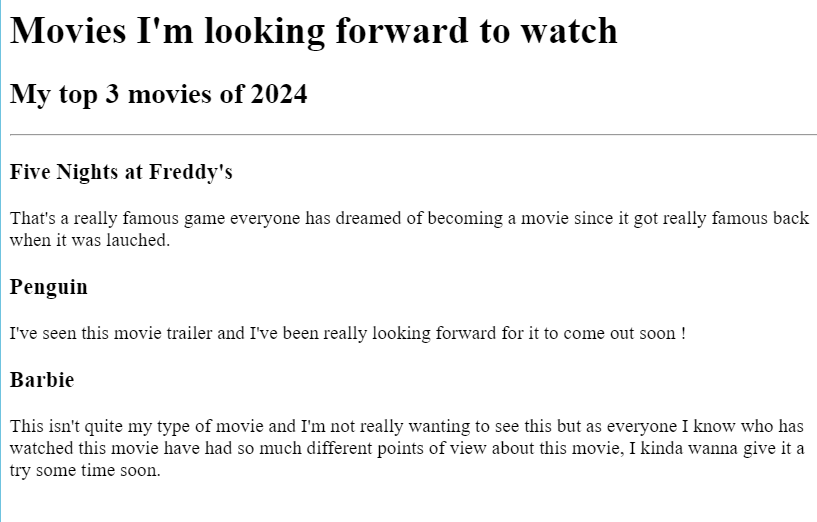 Movies I'm looking forward to watch
My top 3 movies of 2024
Five Nights at Freddy's
That's a really famous game everyone has dreamed of becoming a movie since it got really famous back
when it was lauched.
Penguin
I've seen this movie trailer and I've been really looking forward for it to come out soon !
Barbie
This isn't quite my type of movie and I'm not really wanting to see this but as everyone I know who has
watched this movie have had so much different points of view about this movie, I kinda wanna give it a
try some time soon.